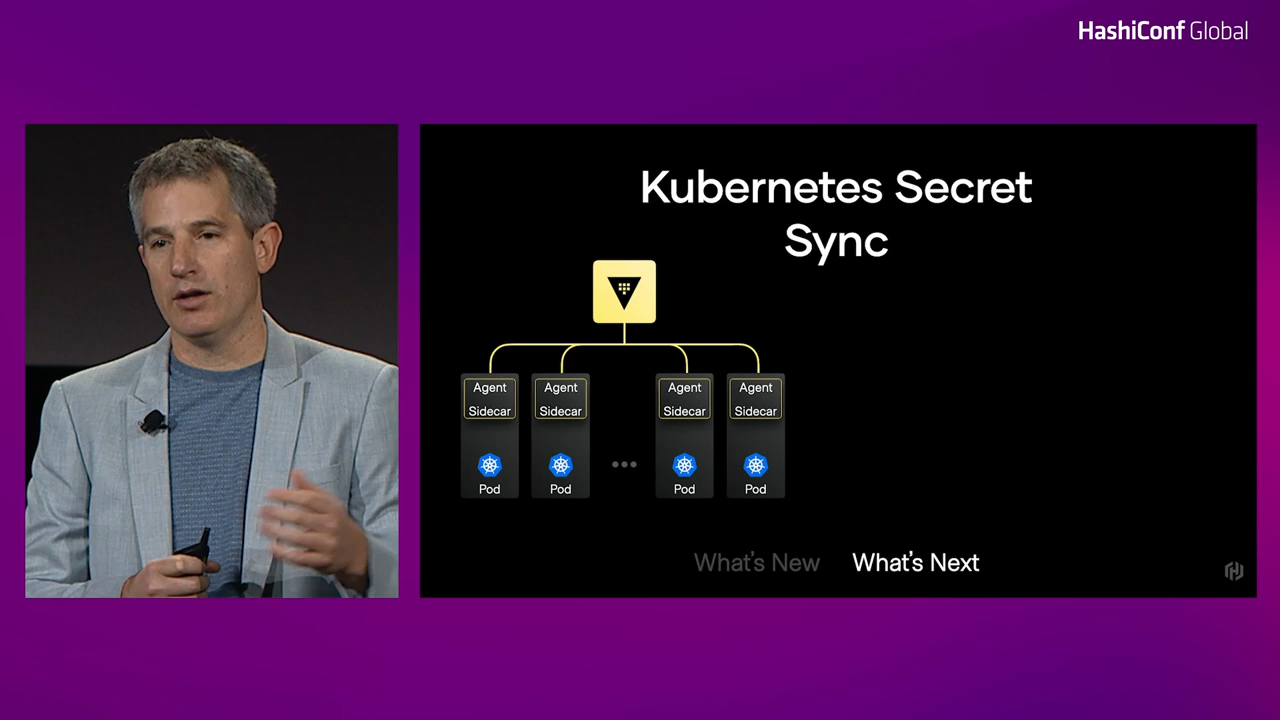 HashiConf Global
Kubernetes Secret
Sync
Agent
Sidecar
Agent
Sidecar
Agent
Sidecar
Agent
Sidecar
Pod
Pod
Pod
Pod
What's New
What's Next